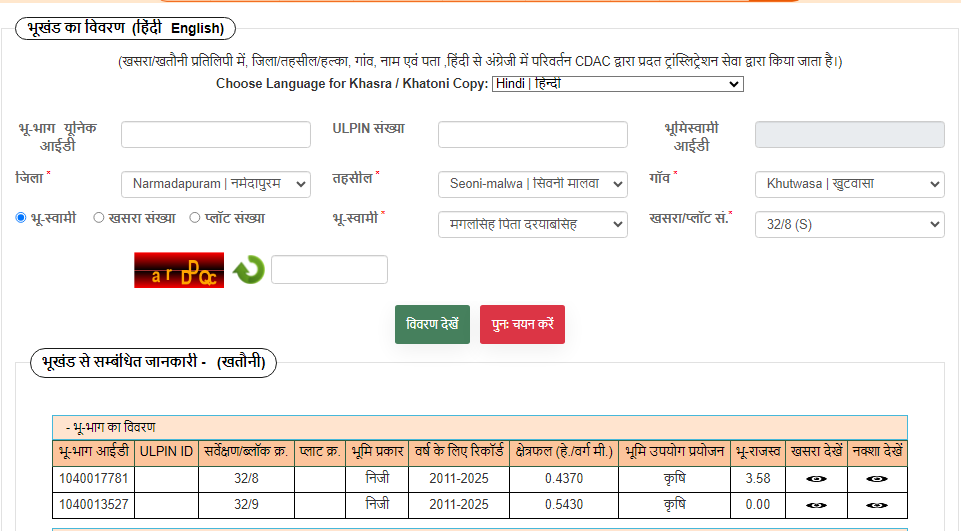 भूखंड का विवरण (हिंदी English)
(खसरा/खतौनी प्रतिलिपी में, जिला/तहसील/हल्का, गांव, नाम एवं पता ,हिंदी से अंग्रेजी में परिवर्तन CDAC द्वारा प्रदत ट्रांस्लिट्रेशन सेवा द्वारा किया जाता है।)
Choose Language for Khasra / Khatoni Copy: Hindi | हिन्दी
भू-भाग यूनिक आईडी ULPIN संख्या भूमिस्वामी आईडी
जिला * Narmadapuram | नर्मदापुरम तहसील * Seoni-malwa | सिवनी मालवा गाँव * Khutwasa | खुटवासा
भू-स्वामी खसरा संख्या प्लॉट संख्या भू-स्वामी * मगलसिह पिता दरयाबसिह खसरा/प्लॉट सं.* 32/8 (S)
विवरण देखें पुनः चयन करें
भूखंड से सम्बंधित जानकारी - (खतौनी)
- भू-भाग का विवरण
भू-भाग आईडी ULPIN ID सर्वेक्षण/ब्लॉक क्र. प्लाट क्र. भूमि प्रकार वर्ष के लिए रिकॉर्ड क्षेत्रफल (हे./वर्ग मी.) भूमि उपयोग प्रयोजन भू-राजस्व खसरा देखें नक्शा देखें
1040017781 32/8 निजी 2011-2025 0.4370 कृषि 3.58
1040013527 32/9 निजी 2011-2025 0.5430 कृषि 0.00